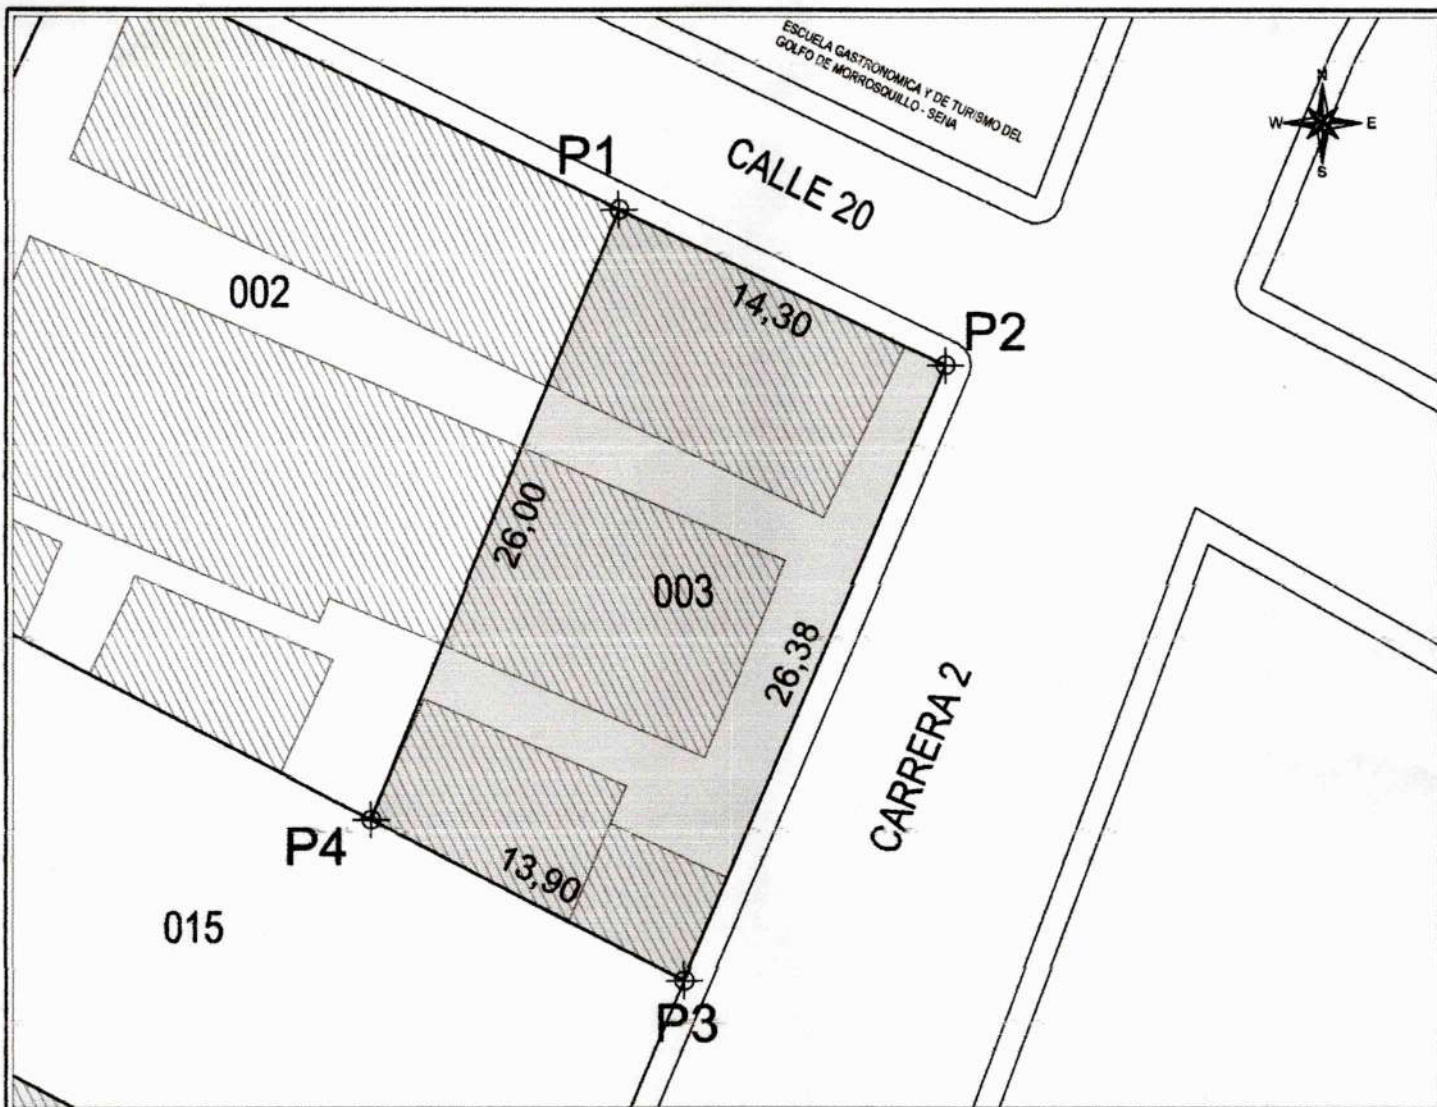 ESCUELA GASTRONOMICA Y DE TURISMO DEL
GOLFO DE MORROSQUILLO - SENA
N
W E
S
P1
CALLE 20
002
14,30
P2
26,00
003
26,38
CARRERA 2
P4
13,90
015
P3